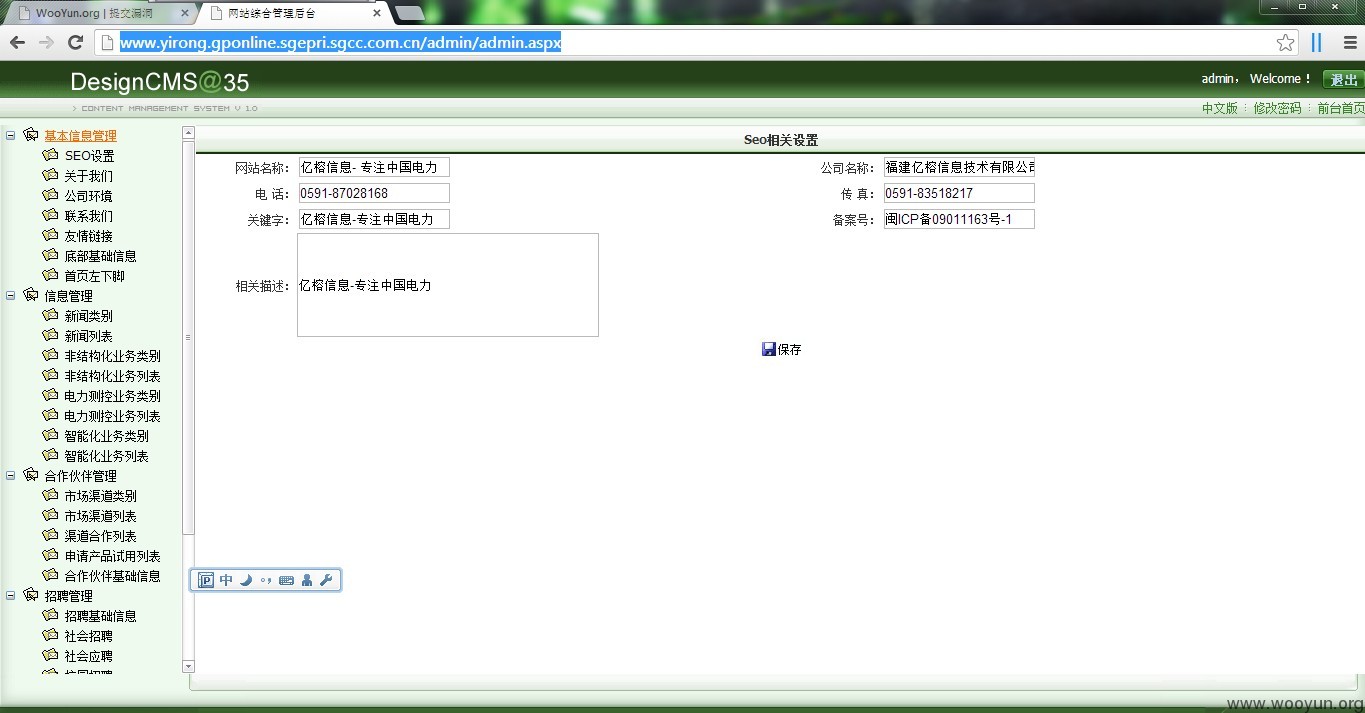 WooYun.org | 提交漏洞
网站综合管理后台
www.yirong.gponline.sgepri.sgcc.com.cn/admin/admin.aspx
DesignCMS@35
admin， Welcome！ 退出
> CONTENT MANAGEMENT SYSTEM V 1.0
中文版 修改密码 前台首页
基本信息管理
SEO设置
关于我们
公司环境
联系我们
友情链接
底部基础信息
首页左下脚
信息管理
新闻类别
新闻列表
非结构化业务类别
非结构化业务列表
电力测控业务类别
电力测控业务列表
智能化业务类别
智能化业务列表
合作伙伴管理
市场渠道类别
市场渠道列表
渠道合作列表
申请产品试用列表
合作伙伴基础信息
招聘管理
招聘基础信息
社会招聘
社会应聘
Seo相关设置
网站名称： 亿榕信息- 专注中国电力
公司名称： 福建亿榕信息技术有限公司
电 话： 0591-87028168
传 真： 0591-83518217
关键字： 亿榕信息-专注中国电力
备案号： 闽ICP备09011163号-1
相关描述： 亿榕信息-专注中国电力
保存
中
www.wooyun.org